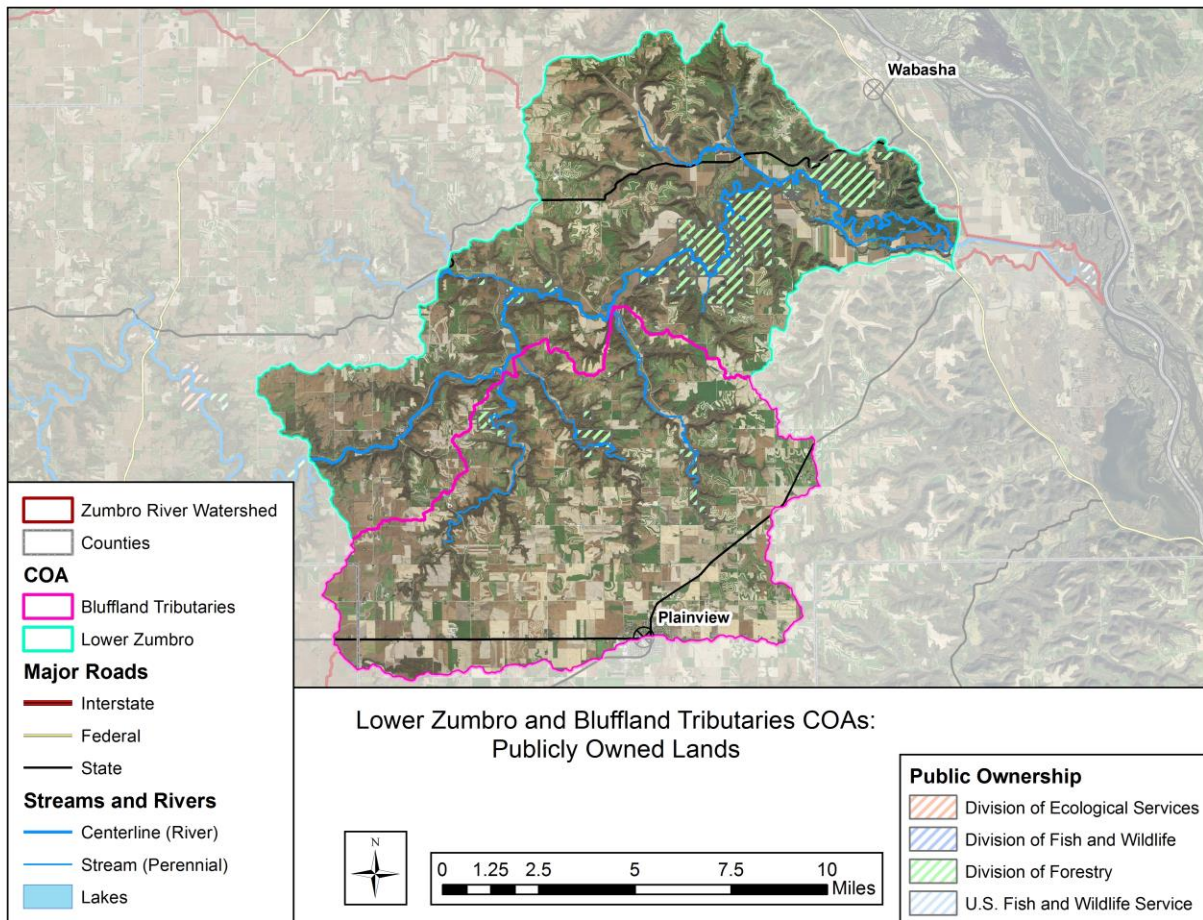 Wabasha
Plainview
Zumbro River Watershed
Counties
COA
Bluffland Tributaries
Lower Zumbro
Major Roads
Interstate
Federal
State
Streams and Rivers
Centerline (River)
Stream (Perennial)
Lakes
Lower Zumbro and Bluffland Tributaries COAs:
Publicly Owned Lands
N
0 1.25 2.5 5 7.5 10
Miles
Public Ownership
Division of Ecological Services
Division of Fish and Wildlife
Division of Forestry
U.S. Fish and Wildlife Service